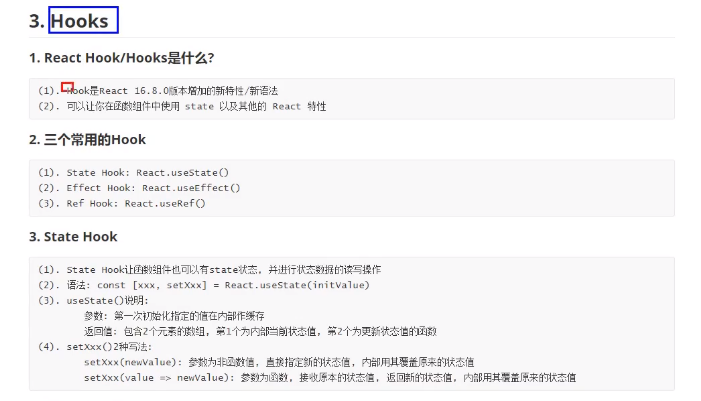 3. Hooks
1. React Hook/Hooks是什么?
(1). Hook是React 16.8.0版本增加的新特性/新语法
(2). 可以让你在函数组件中使用 state 以及其他的 React 特性
2. 三个常用的Hook
(1). State Hook: React.useState()
(2). Effect Hook: React.useEffect()
(3). Ref Hook: React.useRef()
3. State Hook
(1). State Hook让函数组件也可以有state状态, 并进行状态数据的读写操作
(2). 语法: const [xxx, setXxx] = React.useState(initValue)
(3). useState()说明:
参数: 第一次初始化指定的值在内部作缓存
返回值: 包含2个元素的数组, 第1个为内部当前状态值, 第2个为更新状态值的函数
(4). setXxx()2种写法:
setXxx(newValue): 参数为非函数值, 直接指定新的状态值, 内部用其覆盖原来的状态值
setXxx(value => newValue): 参数为函数, 接收原本的状态值, 返回新的状态值, 内部用其覆盖原来的状态值